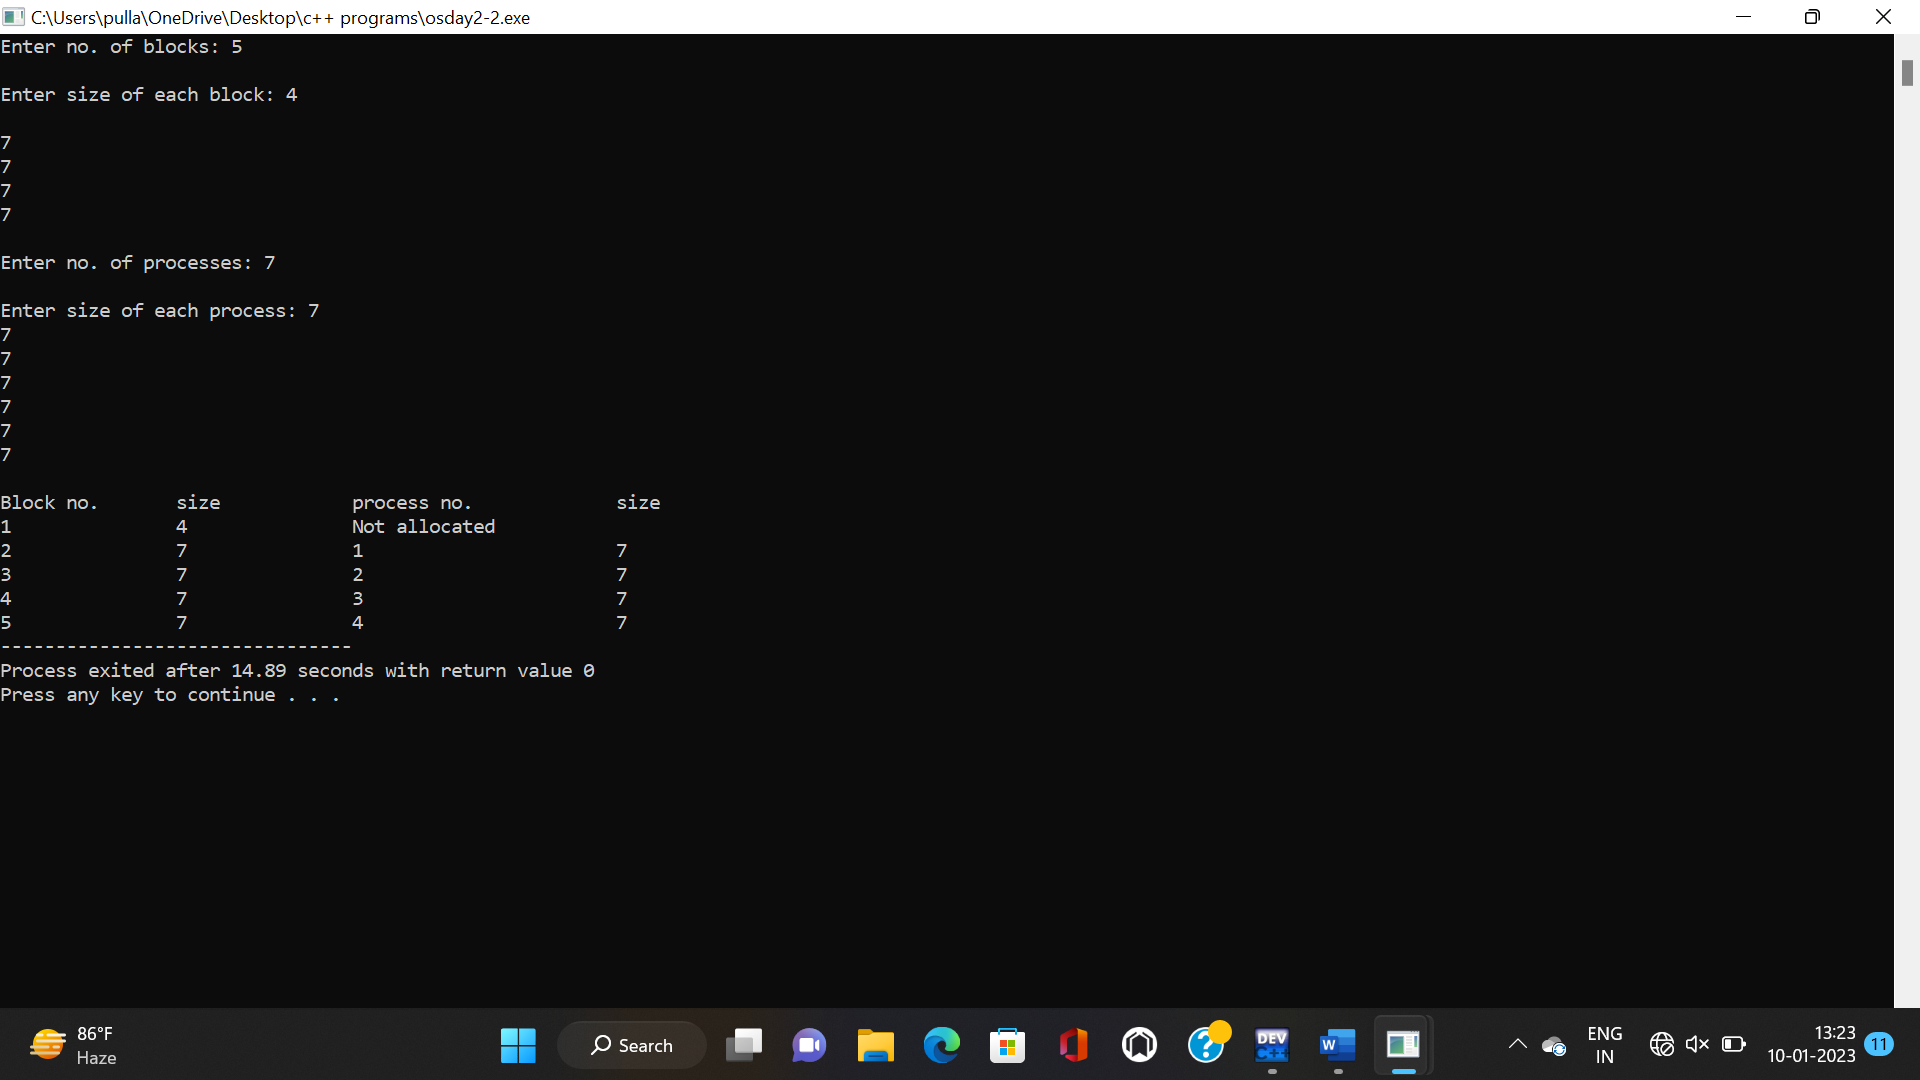 C:\Users\pulla\OneDrive\Desktop\c++ programs\osday2-2.exe
Enter no. of blocks: 5
Enter size of each block: 4
7
7
7
7
Enter no. of processes: 7
Enter size of each process: 7
7
7
7
7
7
7
Block no. size process no. size
1 4 Not allocated
2 7 1 7
3 7 2 7
4 7 3 7
5 7 4 7
--------------------------------
Process exited after 14.89 seconds with return value 0
Press any key to continue . . .
86°F
Haze
Search
DEV
C++
W
ENG
IN
13:23
10-01-2023
11